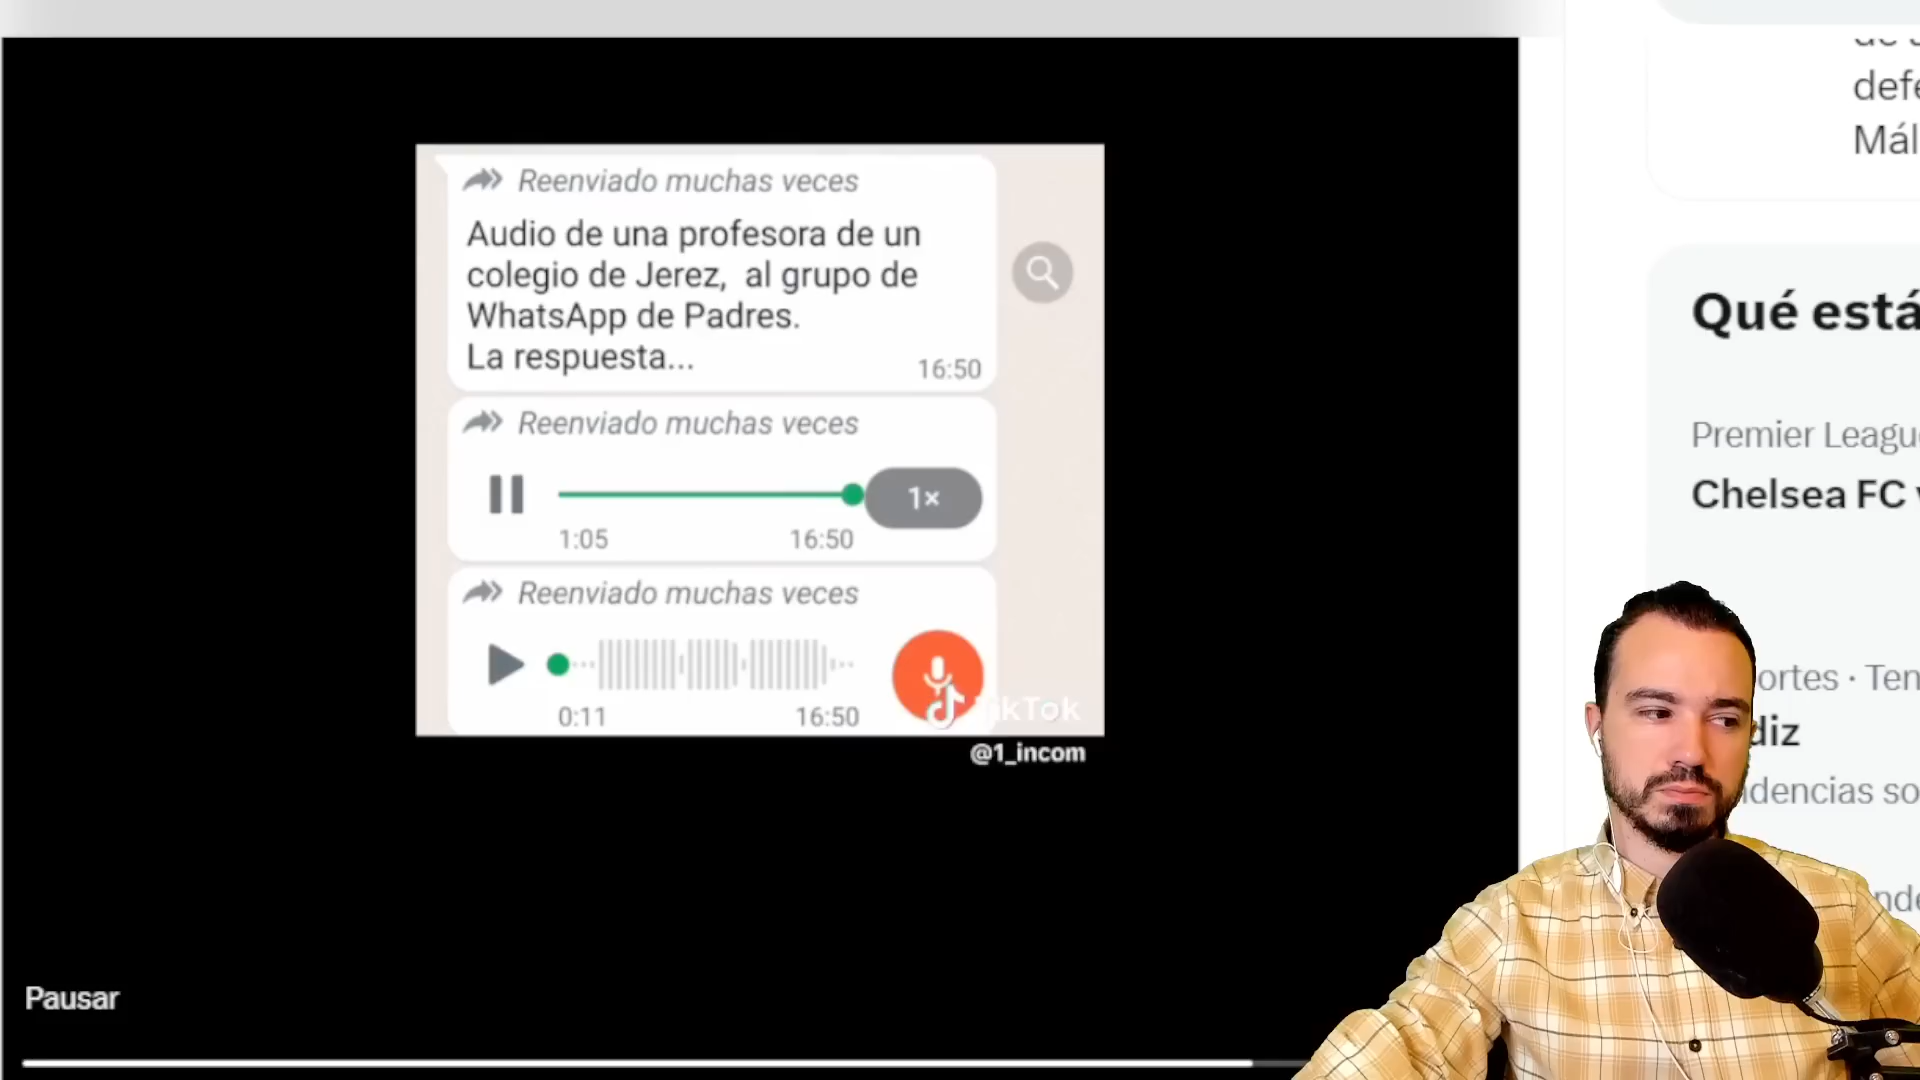 Reenviado muchas veces
Audio de una profesora de un
colegio de Jerez, al grupo de
WhatsApp de Padres.
La respuesta...
16:50
Reenviado muchas veces
1×
1:05
16:50
Reenviado muchas veces
0:11
16:50
TikTok
@1_incom
Pausar
Mál
Qué está
Premier League
Chelsea FC
ortes · Ten
diz
dencias so